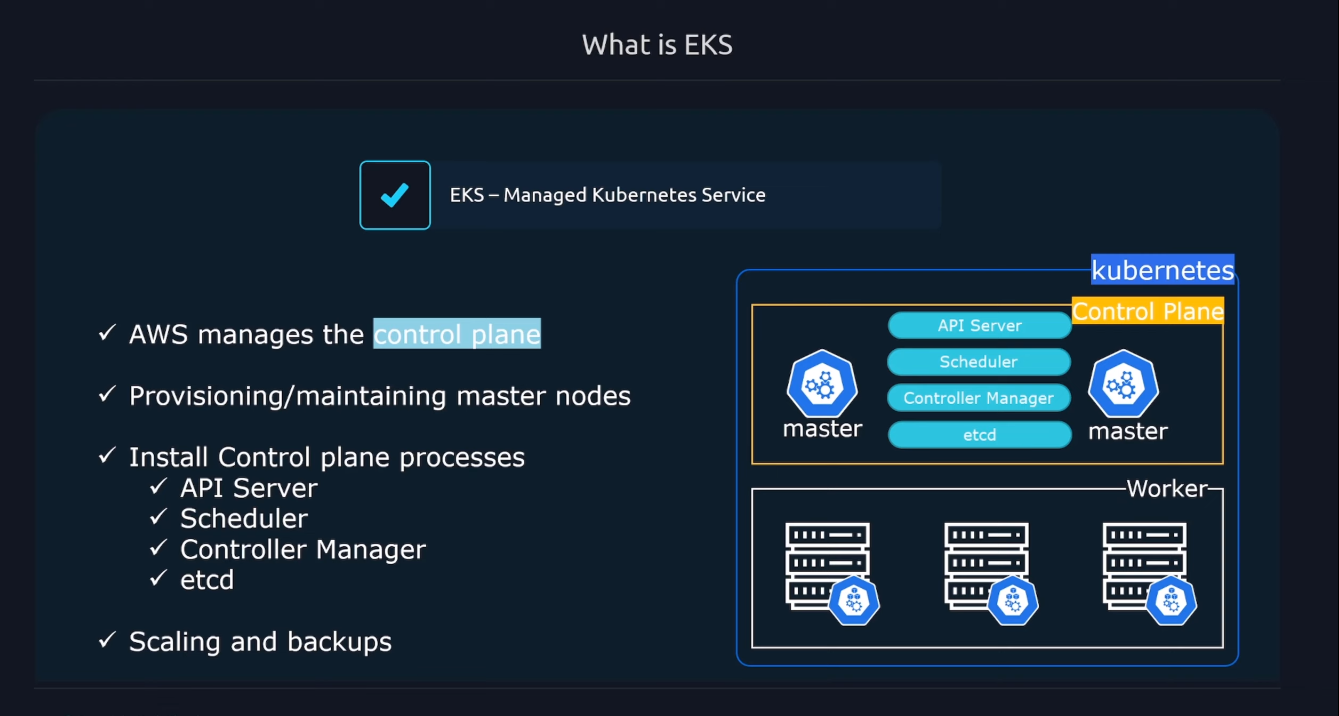 What is EKS
EKS – Managed Kubernetes Service
AWS manages the control plane
Provisioning/maintaining master nodes
Install Control plane processes
API Server
Scheduler
Controller Manager
etcd
Scaling and backups
kubernetes
Control Plane
API Server
Scheduler
Controller Manager
etcd
master
master
Worker